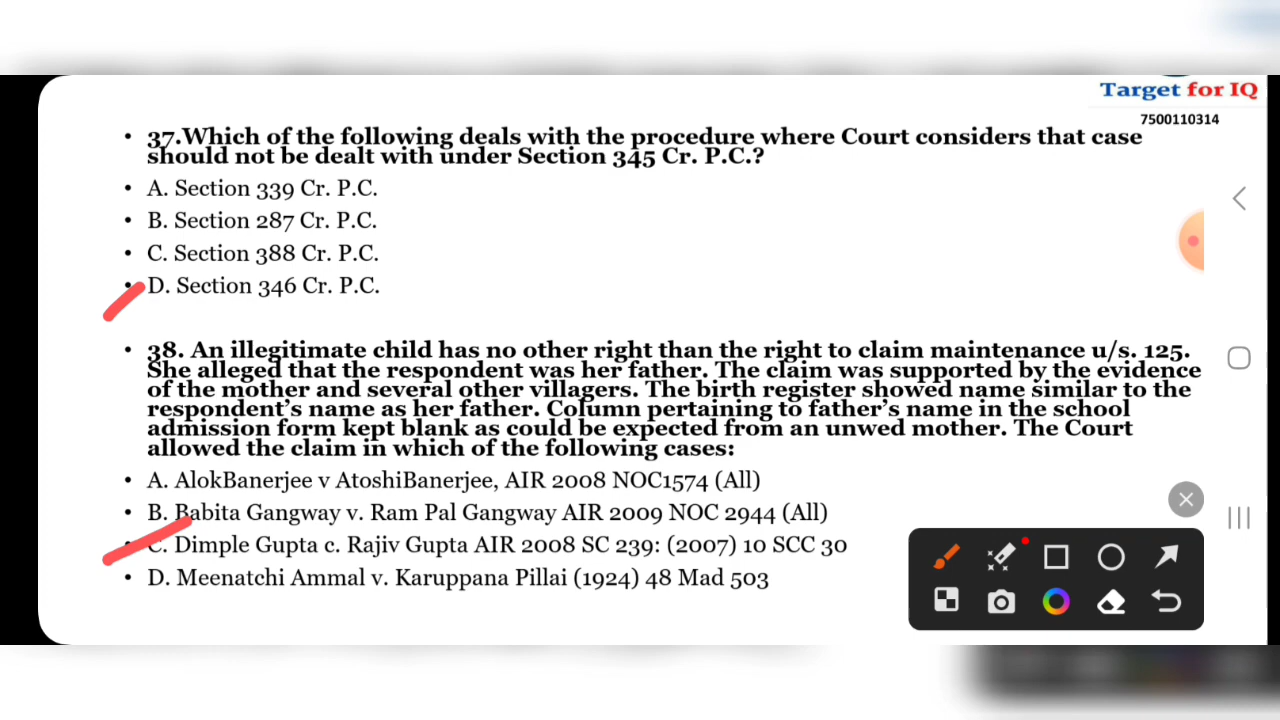 Target for IQ
7500110314
• 37.Which of the following deals with the procedure where Court considers that case
should not be dealt with under Section 345 Cr. P.C.?
• A. Section 339 Cr. P.C.
• B. Section 287 Cr. P.C.
• C. Section 388 Cr. P.C.
• D. Section 346 Cr. P.C.
• 38. An illegitimate child has no other right than the right to claim maintenance u/s. 125.
She alleged that the respondent was her father. The claim was supported by the evidence
of the mother and several other villagers. The birth register showed name similar to the
respondent's name as her father. Column pertaining to father's name in the school
admission form kept blank as could be expected from an unwed mother. The Court
allowed the claim in which of the following cases:
• A. AlokBanerjee v AtoshiBanerjee, AIR 2008 NOC1574 (All)
• B. Babita Gangway v. Ram Pal Gangway AIR 2009 NOC 2944 (All)
• C. Dimple Gupta c. Rajiv Gupta AIR 2008 SC 239: (2007) 10 SCC 30
• D. Meenatchi Ammal v. Karuppana Pillai (1924) 48 Mad 503